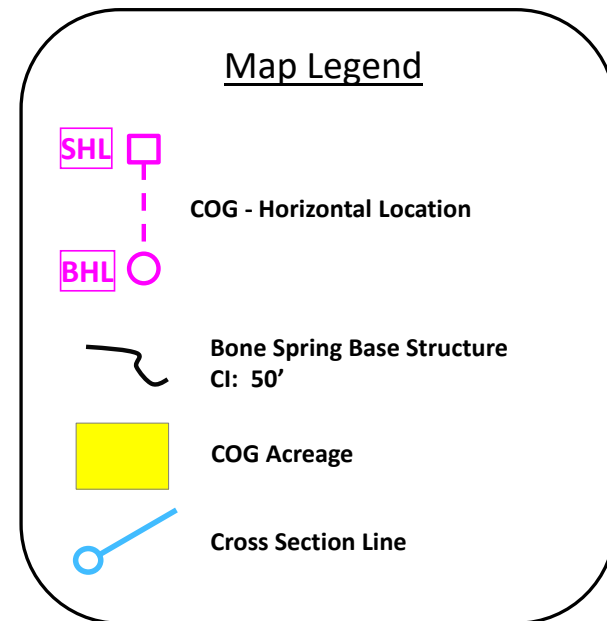 Map Legend
SHL
COG - Horizontal Location
BHL
Bone Spring Base Structure
CI: 50’
COG Acreage
Cross Section Line